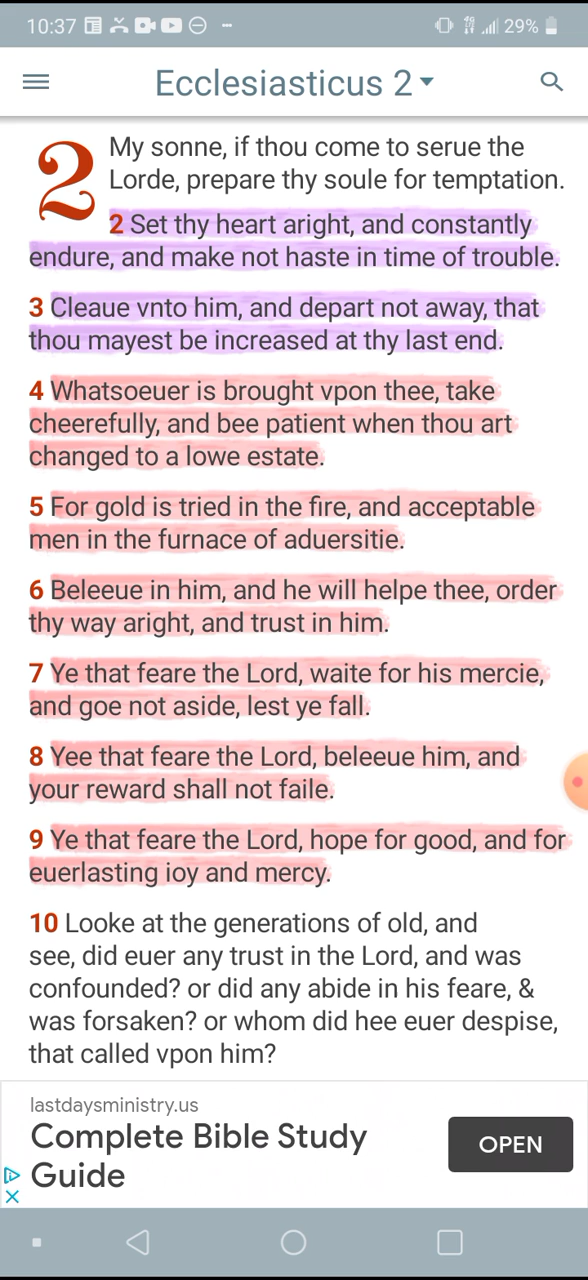 10:37 29%
Ecclesiasticus 2
2 My sonne, if thou come to serue the
Lorde, prepare thy soule for temptation.
2 Set thy heart aright, and constantly
endure, and make not haste in time of trouble.
3 Cleaue vnto him, and depart not away, that
thou mayest be increased at thy last end.
4 Whatsoeuer is brought vpon thee, take
cheerefully, and bee patient when thou art
changed to a lowe estate.
5 For gold is tried in the fire, and acceptable
men in the furnace of aduersitie.
6 Beleeue in him, and he will helpe thee, order
thy way aright, and trust in him.
7 Ye that feare the Lord, waite for his mercie,
and goe not aside, lest ye fall.
8 Yee that feare the Lord, beleeue him, and
your reward shall not faile.
9 Ye that feare the Lord, hope for good, and for
euerlasting ioy and mercy.
10 Looke at the generations of old, and
see, did euer any trust in the Lord, and was
confounded? or did any abide in his feare, &
was forsaken? or whom did hee euer despise,
that called vpon him?
lastdaysministry.us
Complete Bible Study
Guide
OPEN